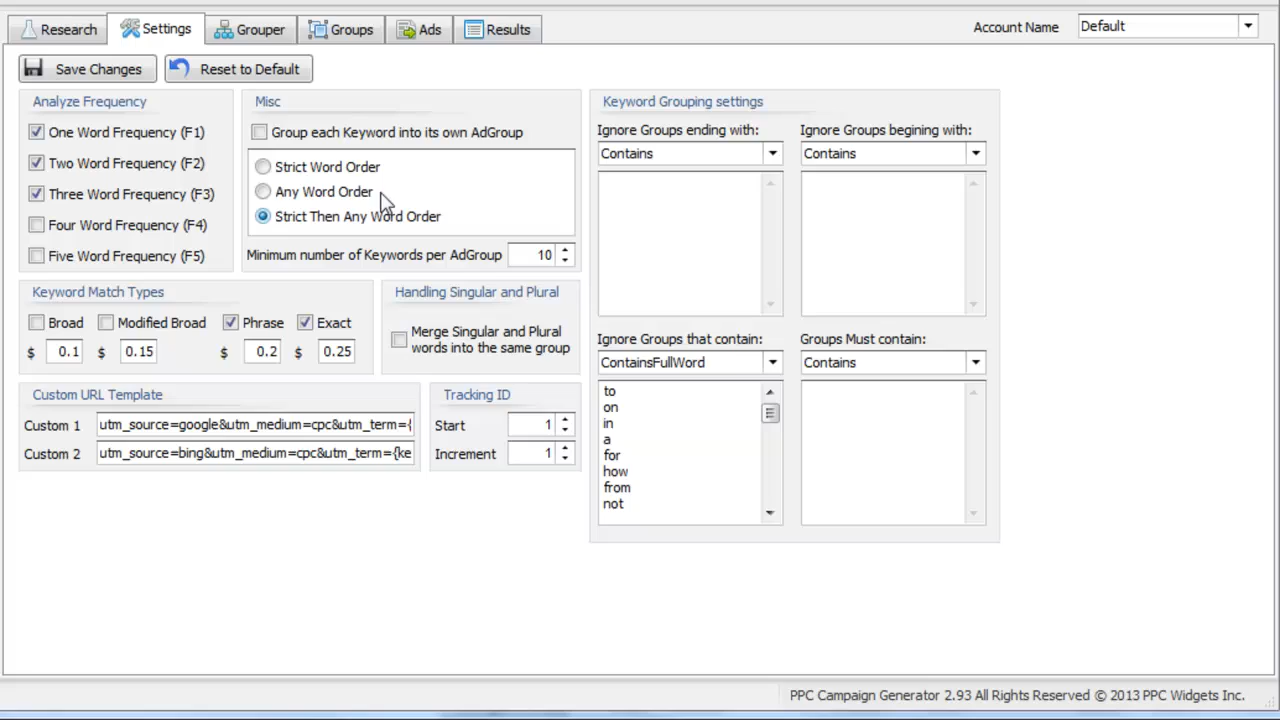 Research Settings Grouper Groups Ads Results Account Name Default
Save Changes Reset to Default
Analyze Frequency
One Word Frequency (F1)
Two Word Frequency (F2)
Three Word Frequency (F3)
Four Word Frequency (F4)
Five Word Frequency (F5)
Misc
Group each Keyword into its own AdGroup
Strict Word Order
Any Word Order
Strict Then Any Word Order
Minimum number of Keywords per AdGroup 10
Keyword Match Types
Broad Modified Broad Phrase Exact
$ 0.1 $ 0.15 $ 0.2 $ 0.25
Handling Singular and Plural
Merge Singular and Plural
words into the same group
Custom URL Template
Custom 1 utm_source=google&utm_medium=cpc&utm_term={
Custom 2 utm_source=bing&utm_medium=cpc&utm_term={ke
Tracking ID
Start 1
Increment 1
Keyword Grouping settings
Ignore Groups ending with:
Contains
Ignore Groups begining with:
Contains
Ignore Groups that contain:
ContainsFullWord
to
on
in
a
for
how
from
not
Groups Must contain:
Contains
PPC Campaign Generator 2.93 All Rights Reserved © 2013 PPC Widgets Inc.